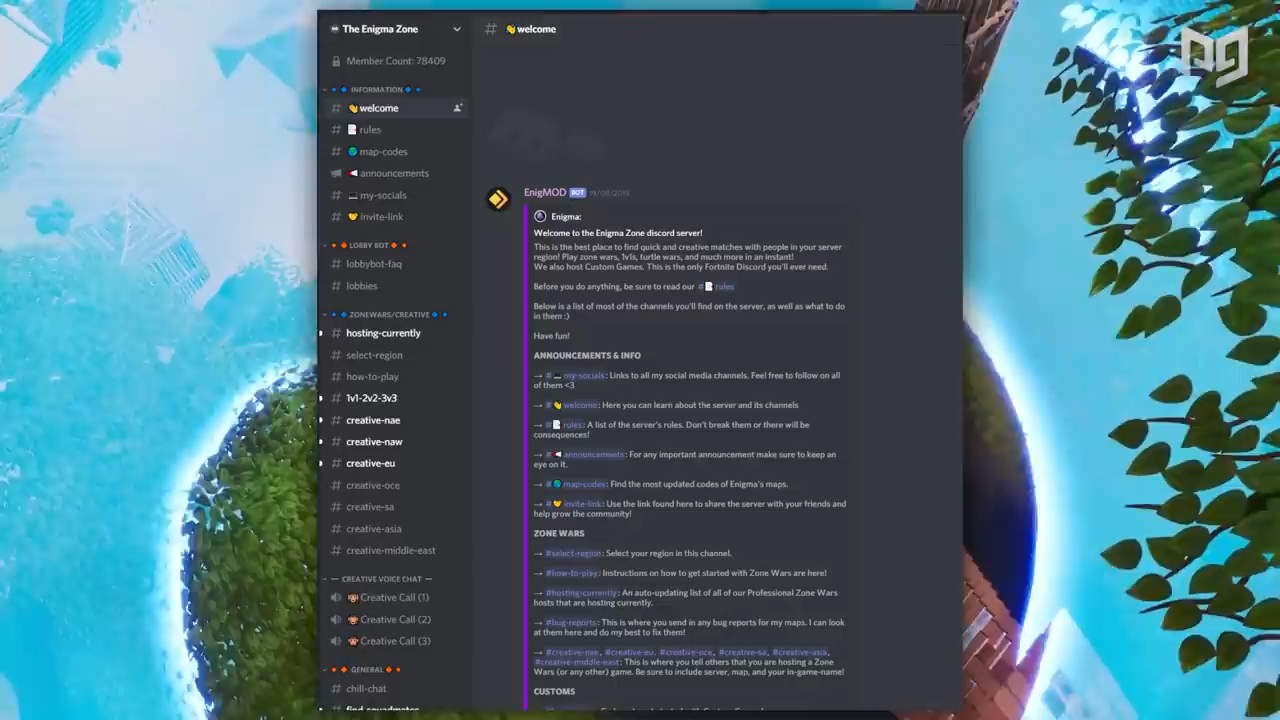 The Enigma Zone
Member Count: 78409
INFORMATION
# 👋welcome
# rules
# map-codes
announcements
# my-socials
# invite-link
LOBBY BOT
# lobbybot-faq
# lobbies
ZONEWARS/CREATIVE
# hosting-currently
# select-region
# how-to-play
# 1v1-2v2-3v3
# creative-nae
# creative-naw
# creative-eu
# creative-oce
# creative-sa
# creative-asia
# creative-middle-east
— CREATIVE VOICE CHAT —
Creative Call (1)
Creative Call (2)
Creative Call (3)
GENERAL
# chill-chat
find-squadmates
# 👋welcome
EnigMOD BOT 19/08/2019
Enigma:
Welcome to the Enigma Zone discord server!
This is the best place to find quick and creative matches with people in your server
region! Play zone wars, 1v1s, turtle wars, and much more in an instant!
We also host Custom Games. This is the only Fortnite Discord you'll ever need.
Before you do anything, be sure to read our # rules
Below is a list of most of the channels you'll find on the server, as well as what to do
in them :)
Have fun!
ANNOUNCEMENTS & INFO
→ # my-socials: Links to all my social media channels. Feel free to follow on all
of them <3
→ # 👋welcome: Here you can learn about the server and its channels
→ # rules: A list of the server's rules. Don't break them or there will be
consequences!
→ # announcements: For any important announcement make sure to keep an
eye on it.
→ # map-codes: Find the most updated codes of Enigma's maps.
→ # invite-link: Use the link found here to share the server with your friends and
help grow the community!
ZONE WARS
→ #select-region: Select your region in this channel.
→ #how-to-play: Instructions on how to get started with Zone Wars are here!
→ #hosting-currently: An auto-updating list of all of our Professional Zone Wars
hosts that are hosting currently.
→ #bug-reports: This is where you send in any bug reports for my maps. I can look
at them here and do my best to fix them!
→ #creative-nae, #creative-eu, #creative-oce, #creative-sa, #creative-asia,
#creative-middle-east: This is where you tell others that you are hosting a Zone
Wars (or any other) game. Be sure to include server, map, and your in-game-name!
CUSTOMS